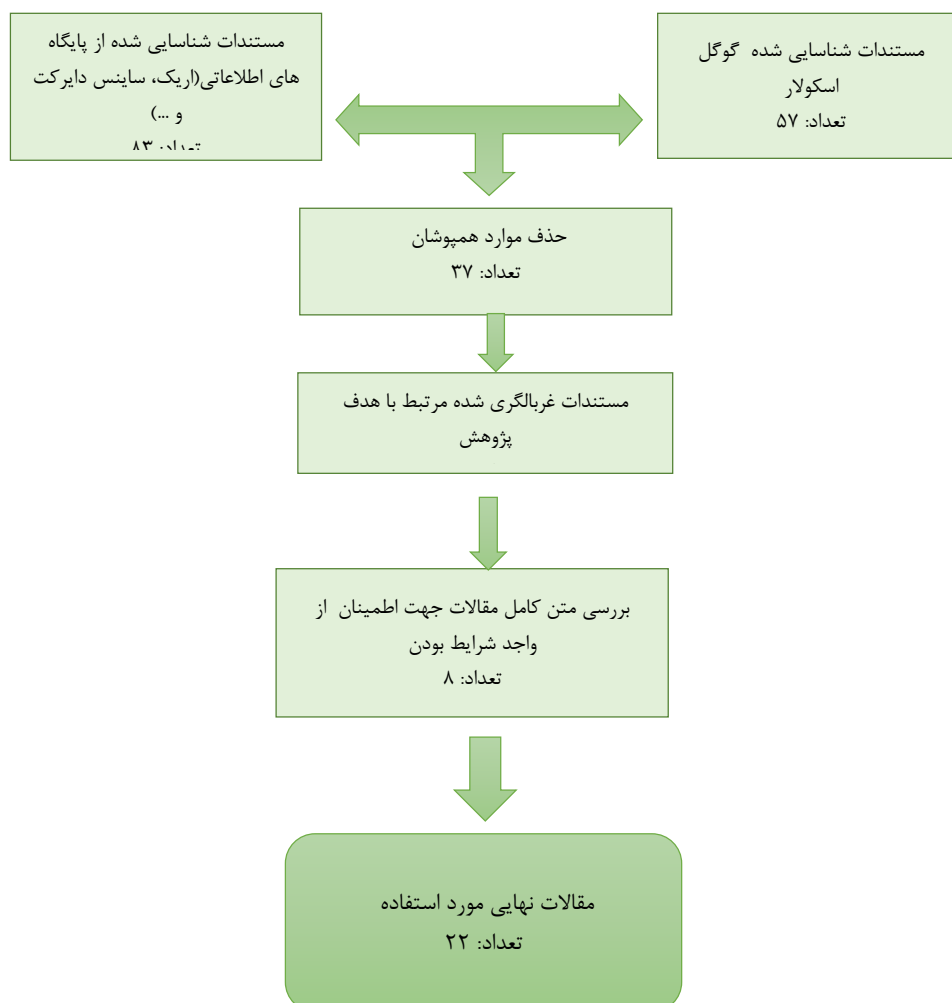 مستندات شناسایی شده  گوگل
اسکولار
تعداد: ۵۷
مستندات شناسایی شده از پایگاه
های اطلاعاتی(اریک، ساینس دایرکت
و ...)
تعداد: ۸۳
حذف موارد همپوشان
تعداد: ۳۷
مستندات غربالگری شده مرتبط با هدف
پژوهش
بررسی متن کامل مقالات جهت اطمینان  از
واجد شرایط بودن
تعداد: ۸
مقالات نهایی مورد استفاده
تعداد: ۲۲